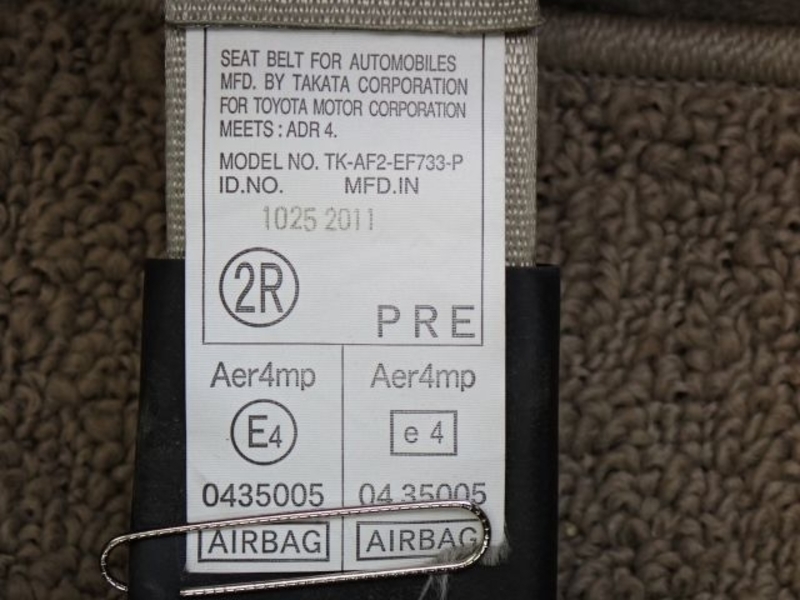 SEAT BELT FOR AUTOMOBILES
MFD. BY TAKATA CORPORATION
FOR TOYOTA MOTOR CORPORATION
MEETS : ADR 4.
MODEL NO. TK-AF2-EF733-P
ID.NO. MFD.IN
1025 2011
2R
PRE
Aer4mp Aer4mp
E4 e 4
0435005 04 35005
AIRBAG AIRBAG